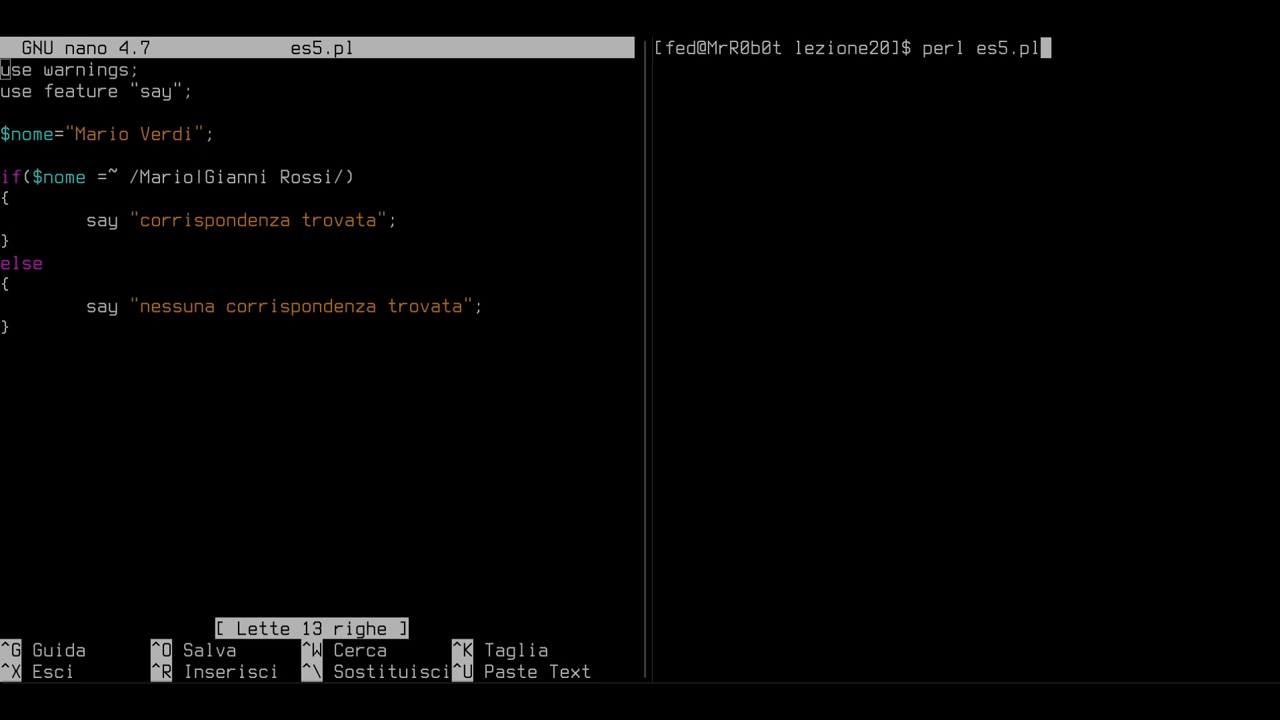 GNU nano 4.7 es5.pl
use warnings;
use feature "say";
$nome="Mario Verdi";
if($nome =~ /Mario|Gianni Rossi/)
{
say "corrispondenza trovata";
}
else
{
say "nessuna corrispondenza trovata";
}
[ Lette 13 righe ]
^G Guida ^O Salva ^W Cerca ^K Taglia
^X Esci ^R Inserisci ^\ Sostituisci ^U Paste Text
[fed@MrR0b0t lezione20]$ perl es5.pl